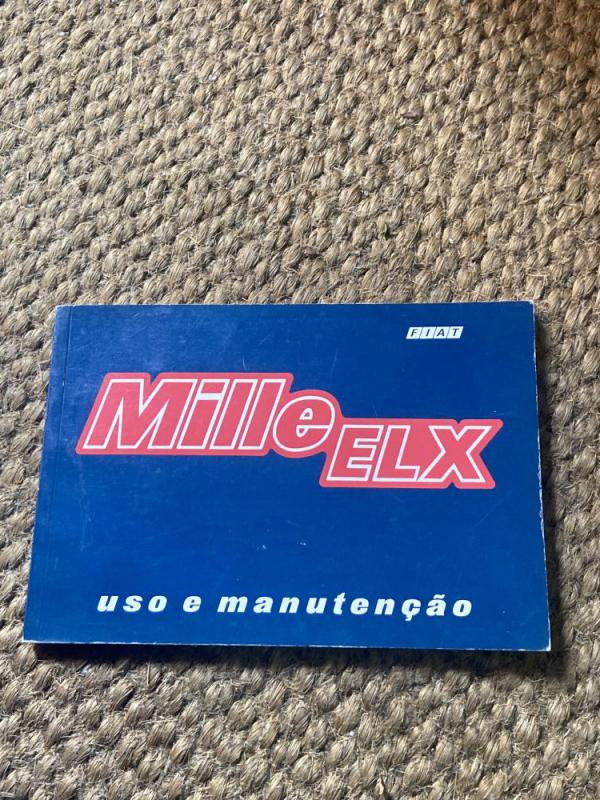 FIAT
Mille ELX
uso e manutenção